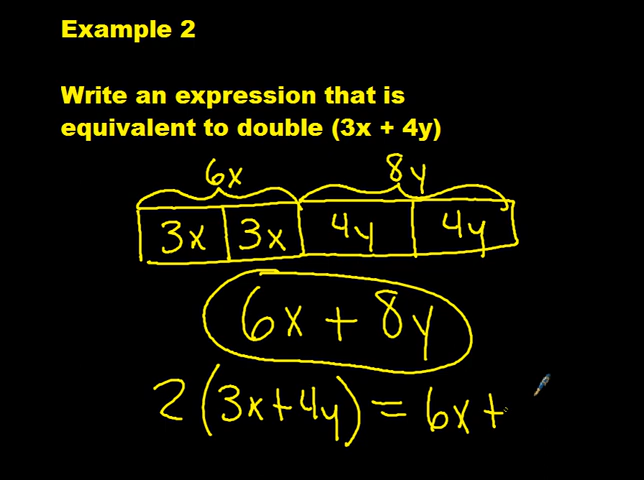 Example 2
Write an expression that is
equivalent to double (3x + 4y)
6x 8y
3x 3x 4y 4y
6x + 8y
2(3x+4y) = 6x +